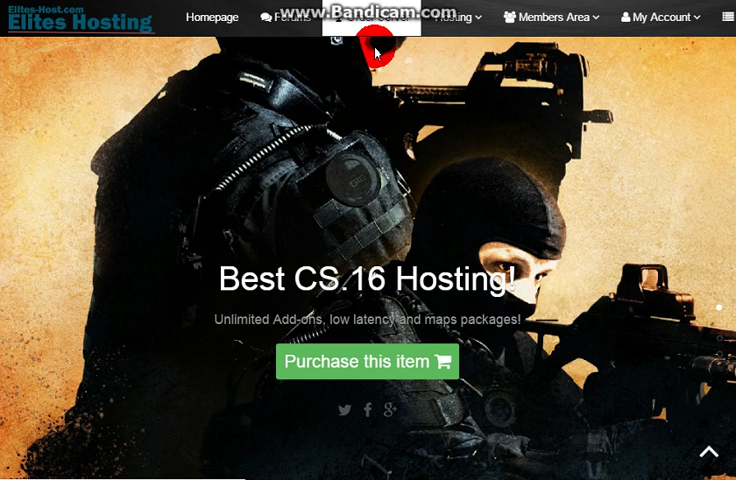 Elites-Host.com
Elites Hosting
Homepage
Forums
www.Bandicam.com
Hosting
Members Area
My Account
Best CS.16 Hosting!
Unlimited Add-ons, low latency and maps packages!
Purchase this item